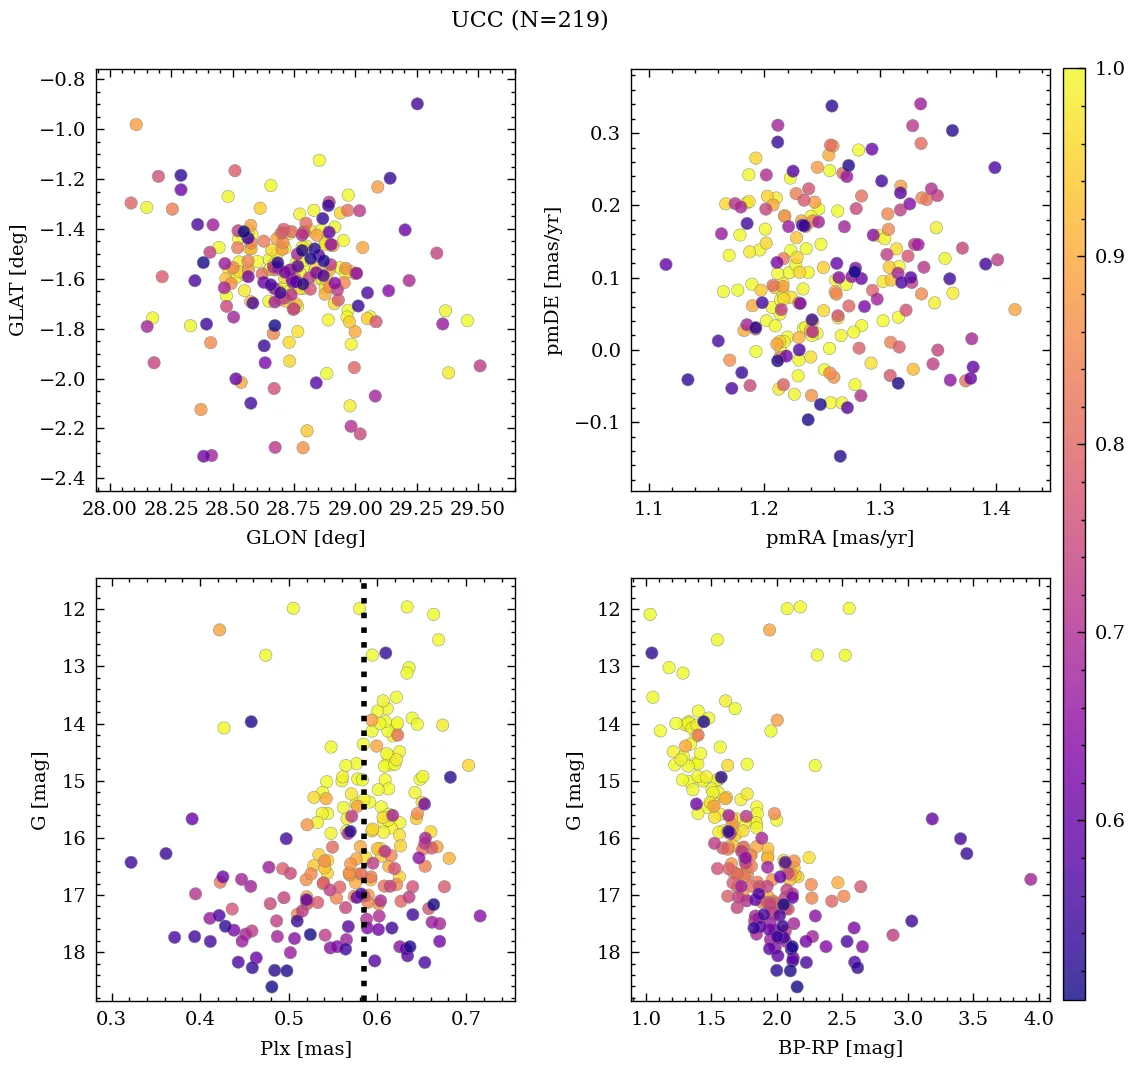 UCC (N=219)
−0.8
−1.0
−1.2
−1.4
−1.6
−1.8
−2.0
−2.2
−2.4
GLAT [deg]
28.00 28.25 28.50 28.75 29.00 29.25 29.50
GLON [deg]
0.3
0.2
0.1
0.0
−0.1
pmDE [mas/yr]
1.1 1.2 1.3 1.4
pmRA [mas/yr]
12
13
14
15
16
17
18
G [mag]
0.3 0.4 0.5 0.6 0.7
Plx [mas]
12
13
14
15
16
17
18
G [mag]
1.0 1.5 2.0 2.5 3.0 3.5 4.0
BP-RP [mag]
1.0
0.9
0.8
0.7
0.6